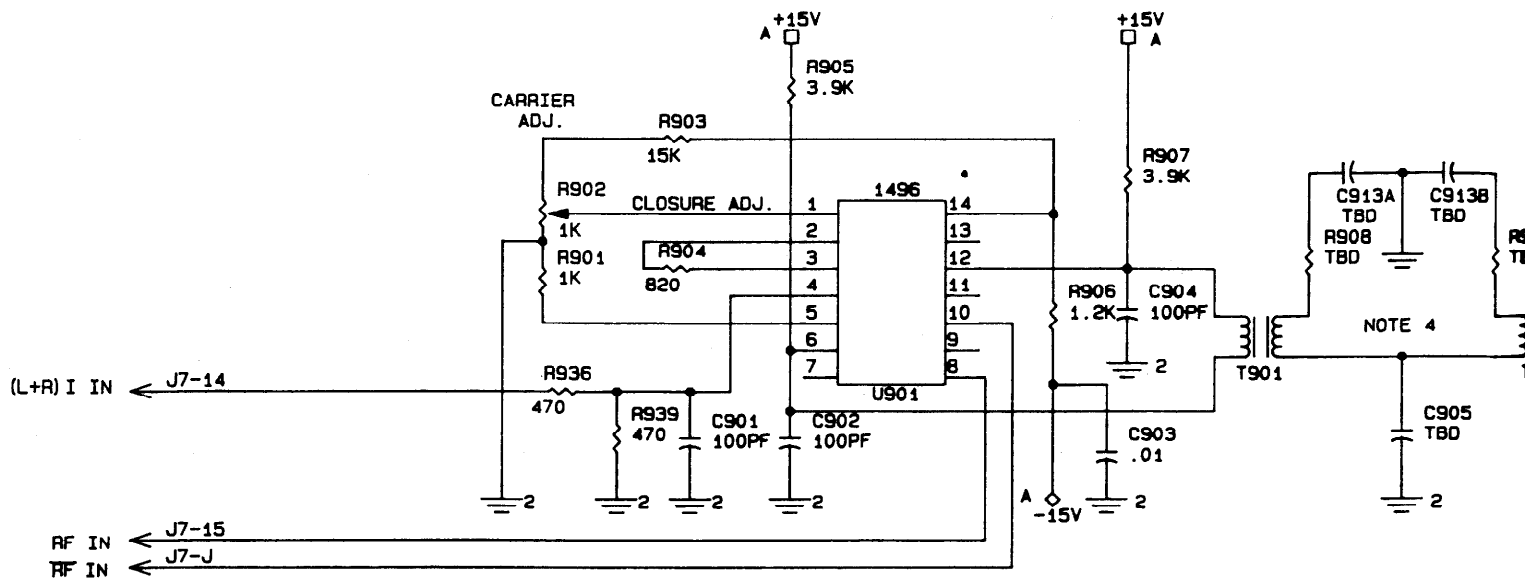 +15V
A
+15V
A
R905
3.9K
CARRIER
ADJ.
R903
15K
R907
3.9K
R902
1K
CLOSURE ADJ.
1496
1
2
3
4
5
6
7
14
13
12
11
10
9
8
U901
R904
820
R901
1K
R906
1.2K
C904
100PF
2
C913A
TBD
C913B
TBD
R908
TBD
NOTE 4
T901
(L+R) I IN
J7-14
R936
470
R939
470
C901
100PF
C902
100PF
C903
.01
C905
TBD
2
2
2
2
A
-15V
2
2
RF IN
J7-15
RF IN
J7-J